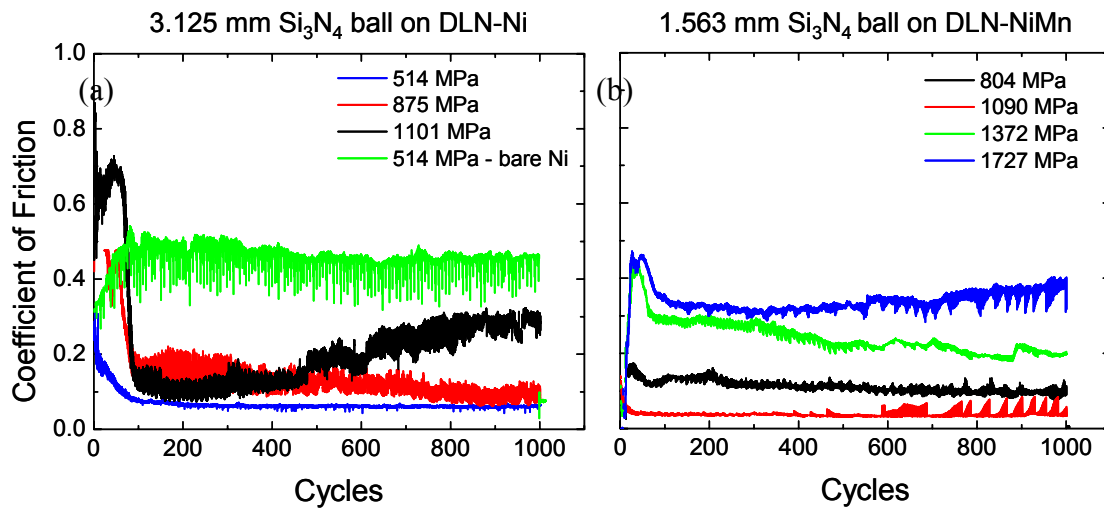 3.125 mm Si₃N₄ ball on DLN-Ni
(a)
514 MPa
875 MPa
1101 MPa
514 MPa - bare Ni
Coefficient of Friction
1.0
0.8
0.6
0.4
0.2
0.0
0 200 400 600 800 1000
Cycles
1.563 mm Si₃N₄ ball on DLN-NiMn
(b)
804 MPa
1090 MPa
1372 MPa
1727 MPa
0 200 400 600 800 1000
Cycles